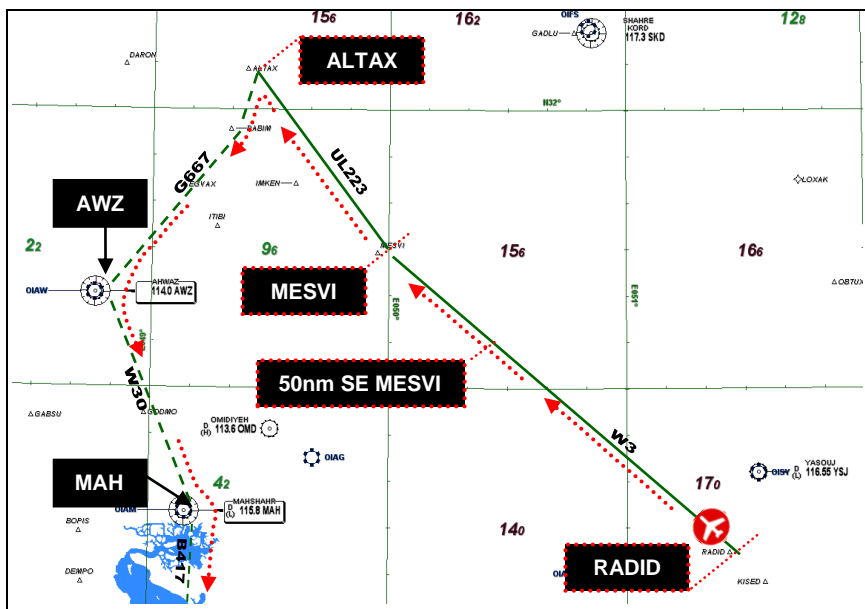 15₆
16₂
OIFS
SHAHRE
KORD
117.3 SKD
GADLU
12₈
DARON
ALTAX
ALTAX
H32°
UL223
G667
IMKEN
LOXAK
ITIBI
AWZ
2₂
9₆
15₆
16₆
MESVI
OBTUX
OIAW
AHWAZ
114.0 AWZ
MESVI
E050°
E051°
50nm SE MESVI
W30
GABSU
GODMO
OMIDIYEH
D
(H) 113.6 OMD
OIAG
W3
MAH
4₂
17₀
OISY
D
(L)
YASOUJ
116.55 YSJ
OIAM
MAHSHAHR
D
(L) 115.8 MAH
BOPIS
14₀
B417
RADID
DEMPO
RADID
KISED